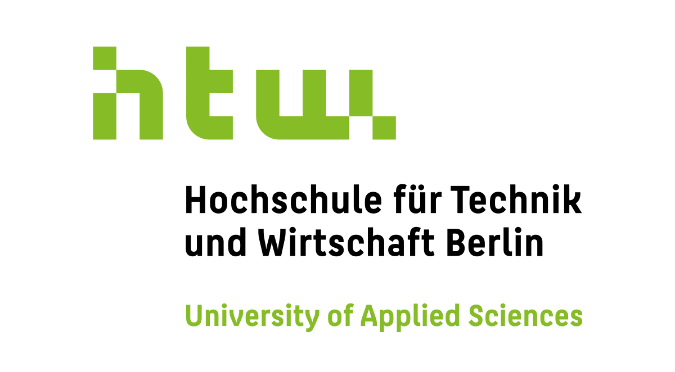 htw.
Hochschule für Technik
und Wirtschaft Berlin
University of Applied Sciences